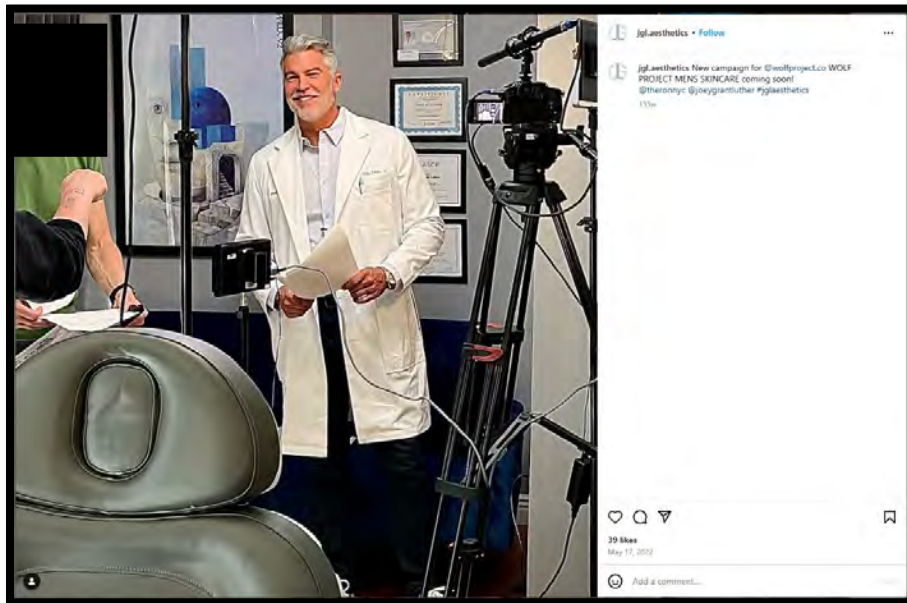 jgl.aesthetics • Follow
jgl.aesthetics New campaign for @wolfproject.co WOLF
PROJECT MENS SKINCARE coming soon!
@theronnyc @joeygrantluther #jglaesthetics
39 likes
May 17, 2022
Add a comment...